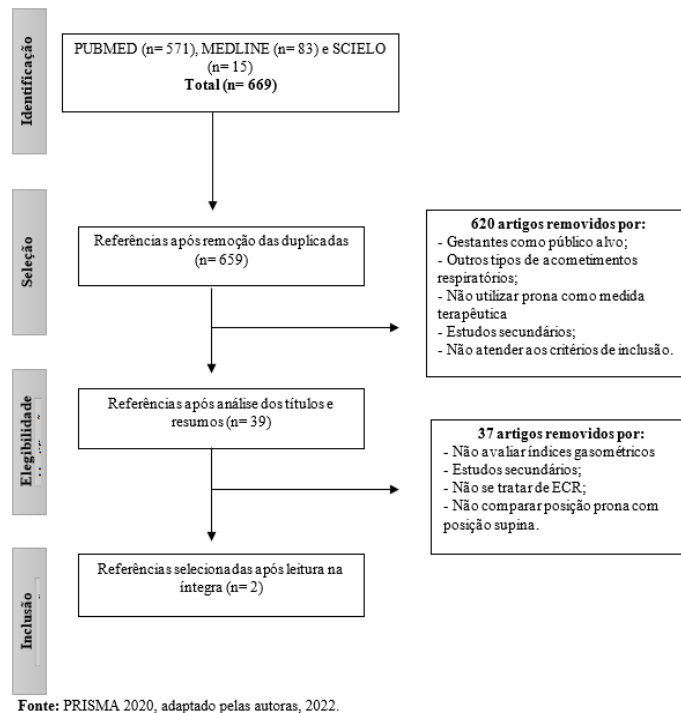 Identificação
PUBMED (n= 571), MEDLINE (n= 83) e SCIELO
(n= 15)
Total (n= 669)
Seleção
Referências após remoção das duplicadas
(n= 659)
620 artigos removidos por:
- Gestantes como público alvo;
- Outros tipos de acometimentos
respiratórios;
- Não utilizar prona como medida
terapêutica
- Estudos secundários;
- Não atender aos critérios de inclusão.
Elegibilidade
Referências após análise dos títulos e
resumos (n= 39)
37 artigos removidos por:
- Não avaliar índices gasométricos
- Estudos secundários;
- Não se tratar de ECR;
- Não comparar posição prona com
posição supina.
Inclusão
Referências selecionadas após leitura na
íntegra (n= 2)
Fonte: PRISMA 2020, adaptado pelas autoras, 2022.